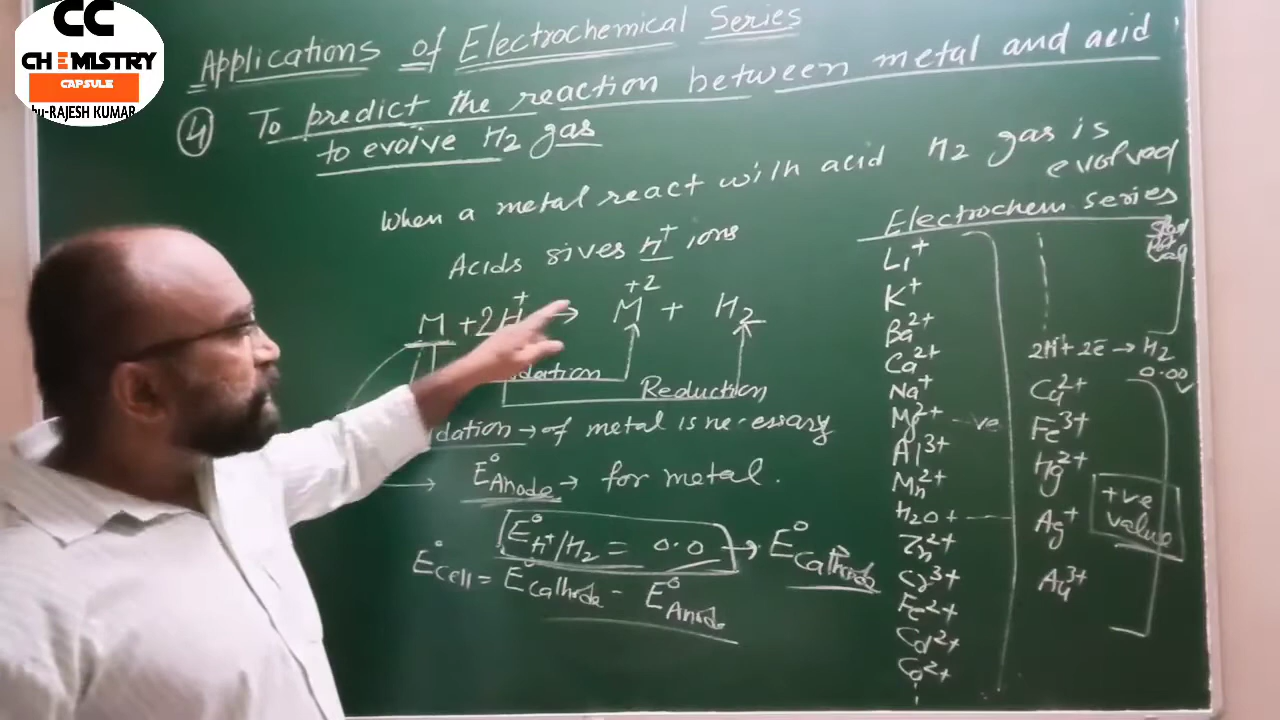 CC
CHEMISTRY
CAPSULE
by-RAJESH KUMAR
Applications of Electrochemical Series
④ To predict the reaction between metal and acid
to evolve H2 gas
When a metal react with acid H2 gas is
evolved
Acids gives H+ ions
M + 2H+ → M+2 + H2
Reduction
dation → of metal is necessary
E°Anode → for metal.
E°H+/H2 = 0.0 → E°Cathode
E°Cell = E°Cathode - E°Anode
Electrochem series
Li+
K+
Ba2+
Ca2+
Na+
Mg2+ -ve
Al3+
Mn2+
H2O +
Zn2+
Cr3+
Fe2+
Cd2+
Co2+
2H+ + 2e- → H2
0.00
Cu2+
Fe3+
Hg2+
Ag+
Au3+
+ve
value